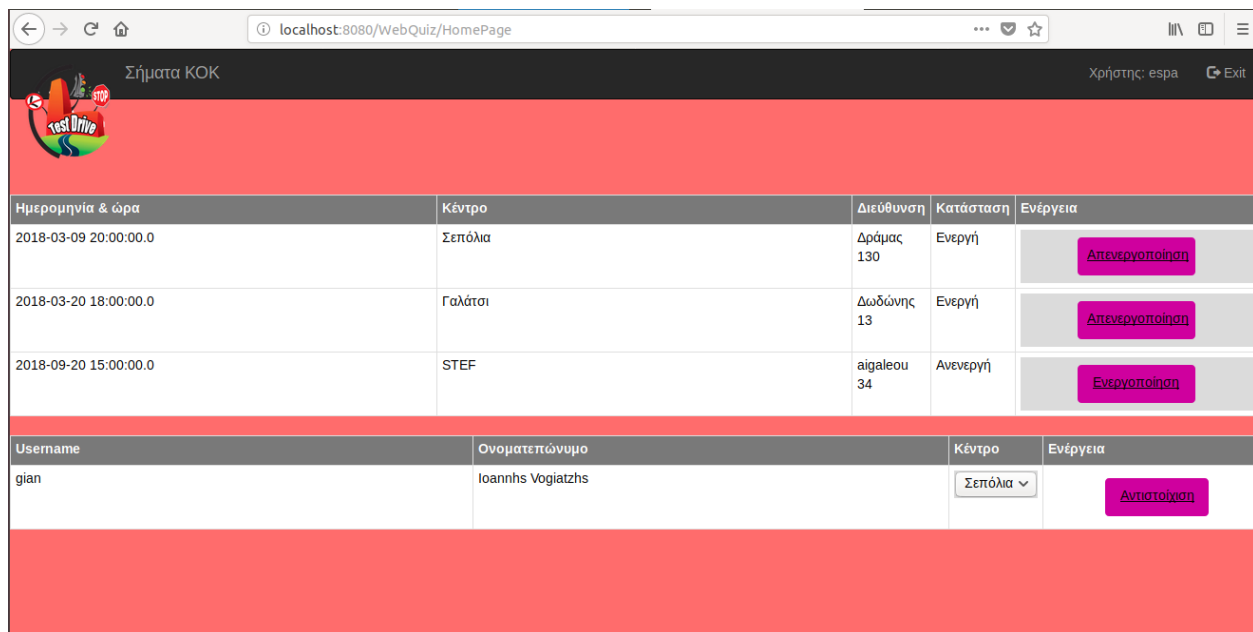 localhost:8080/WebQuiz/HomePage
Σήματα ΚΟΚ
Χρήστης: espa
Exit
STOP
Test Drive
Ημερομηνία & ώρα Κέντρο Διεύθυνση Κατάσταση Ενέργεια
2018-03-09 20:00:00.0 Σεπόλια Δράμας 130 Ενεργή Απενεργοποίηση
2018-03-20 18:00:00.0 Γαλάτσι Δωδώνης 13 Ενεργή Απενεργοποίηση
2018-09-20 15:00:00.0 STEF aigaleou 34 Ανενεργή Ενεργοποίηση
Username Ονοματεπώνυμο Κέντρο Ενέργεια
gian Ioannhs Vogiatzhs Σεπόλια Αντιστοίχιση